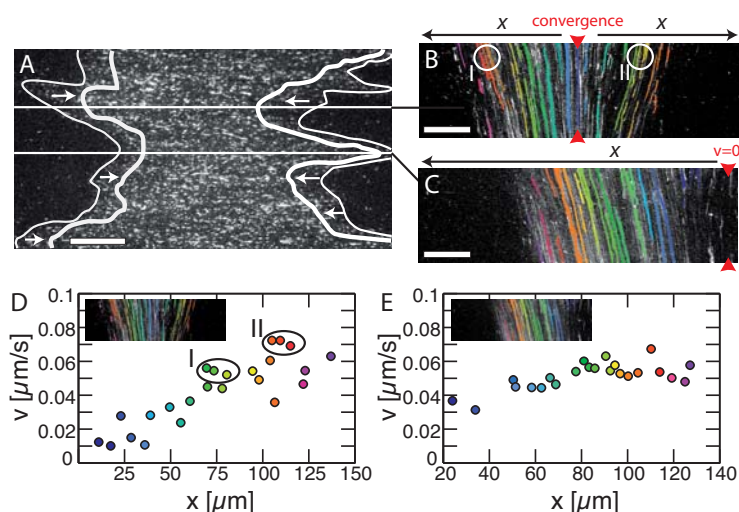 x convergence x
A
B
I
II
x
v=0
C
D
0.1
0.08
0.06
0.04
0.02
0
v [µm/s]
I
II
25 50 75 100 125 150
x [µm]
E
0.1
0.08
0.06
0.04
0.02
0
v [µm/s]
20 40 60 80 100 120 140
x [µm]